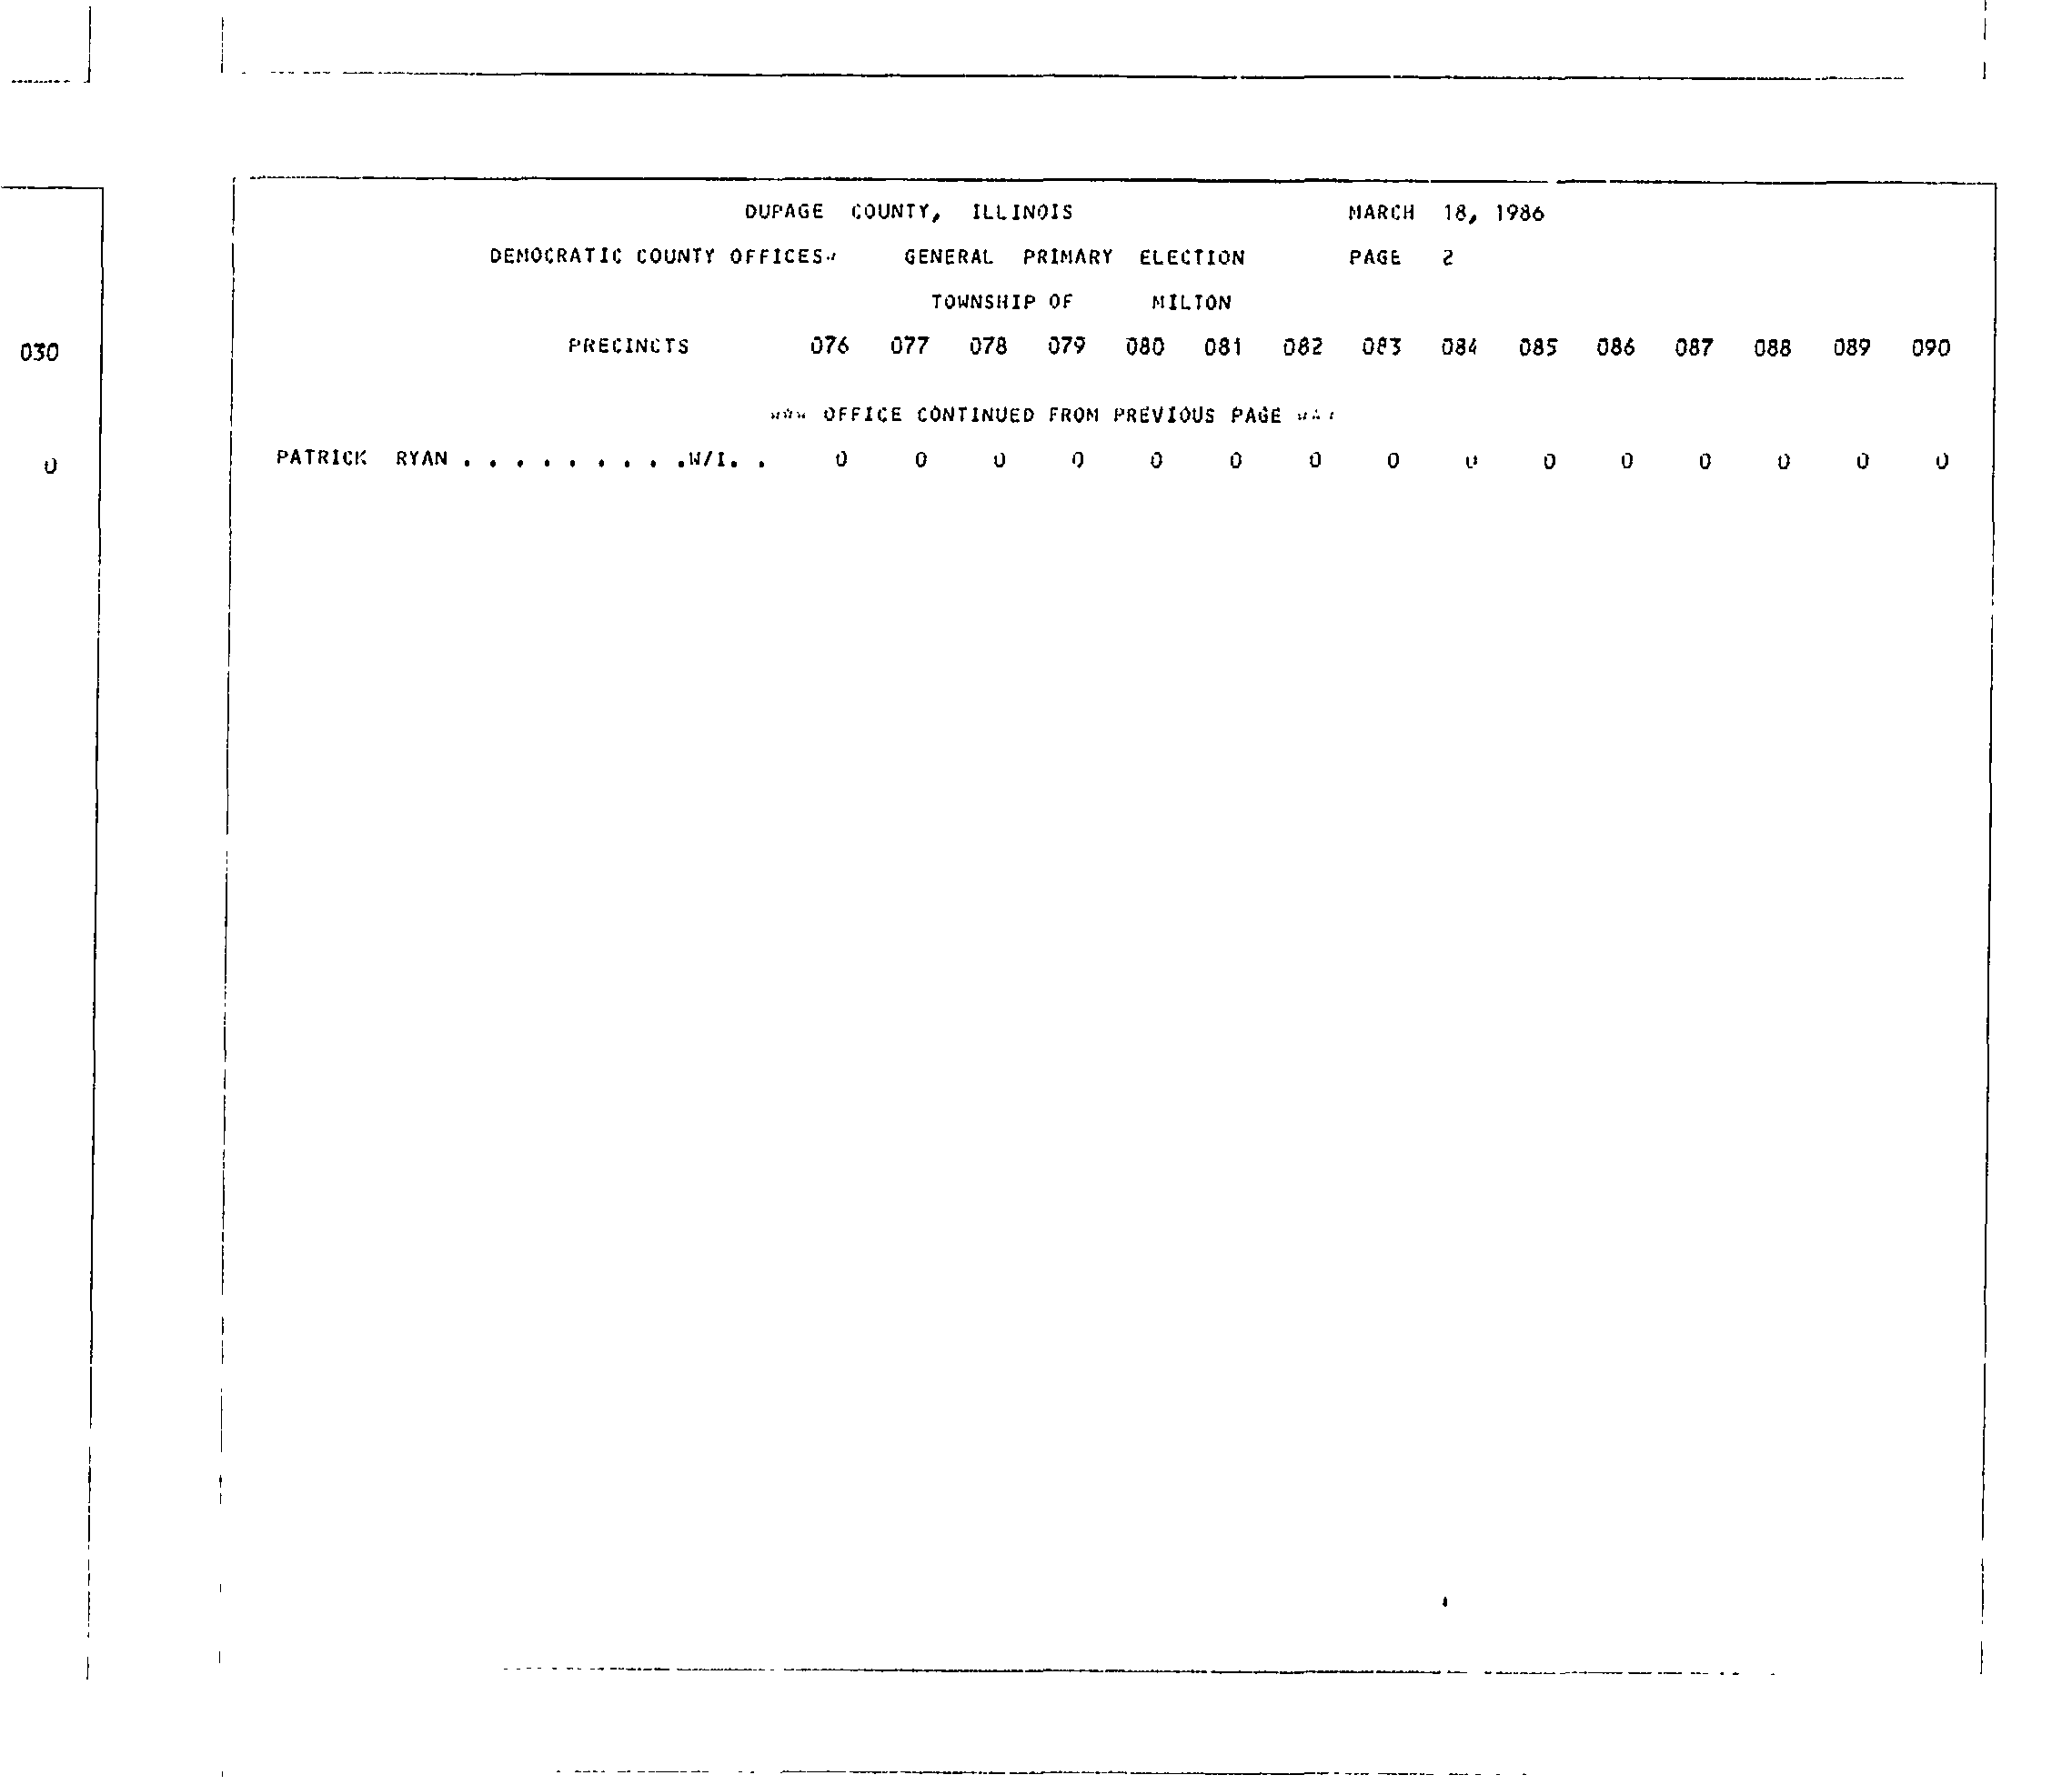 DUPAGE COUNTY, ILLINOIS MARCH 18, 1986
DEMOCRATIC COUNTY OFFICES GENERAL PRIMARY ELECTION PAGE 2
TOWNSHIP OF MILTON
030
PRECINCTS 076 077 078 079 080 081 082 083 084 085 086 087 088 089 090
*** OFFICE CONTINUED FROM PREVIOUS PAGE ***
0
PATRICK RYAN . . . . . . . . .W/I. . 0 0 0 0 0 0 0 0 0 0 0 0 0 0 0